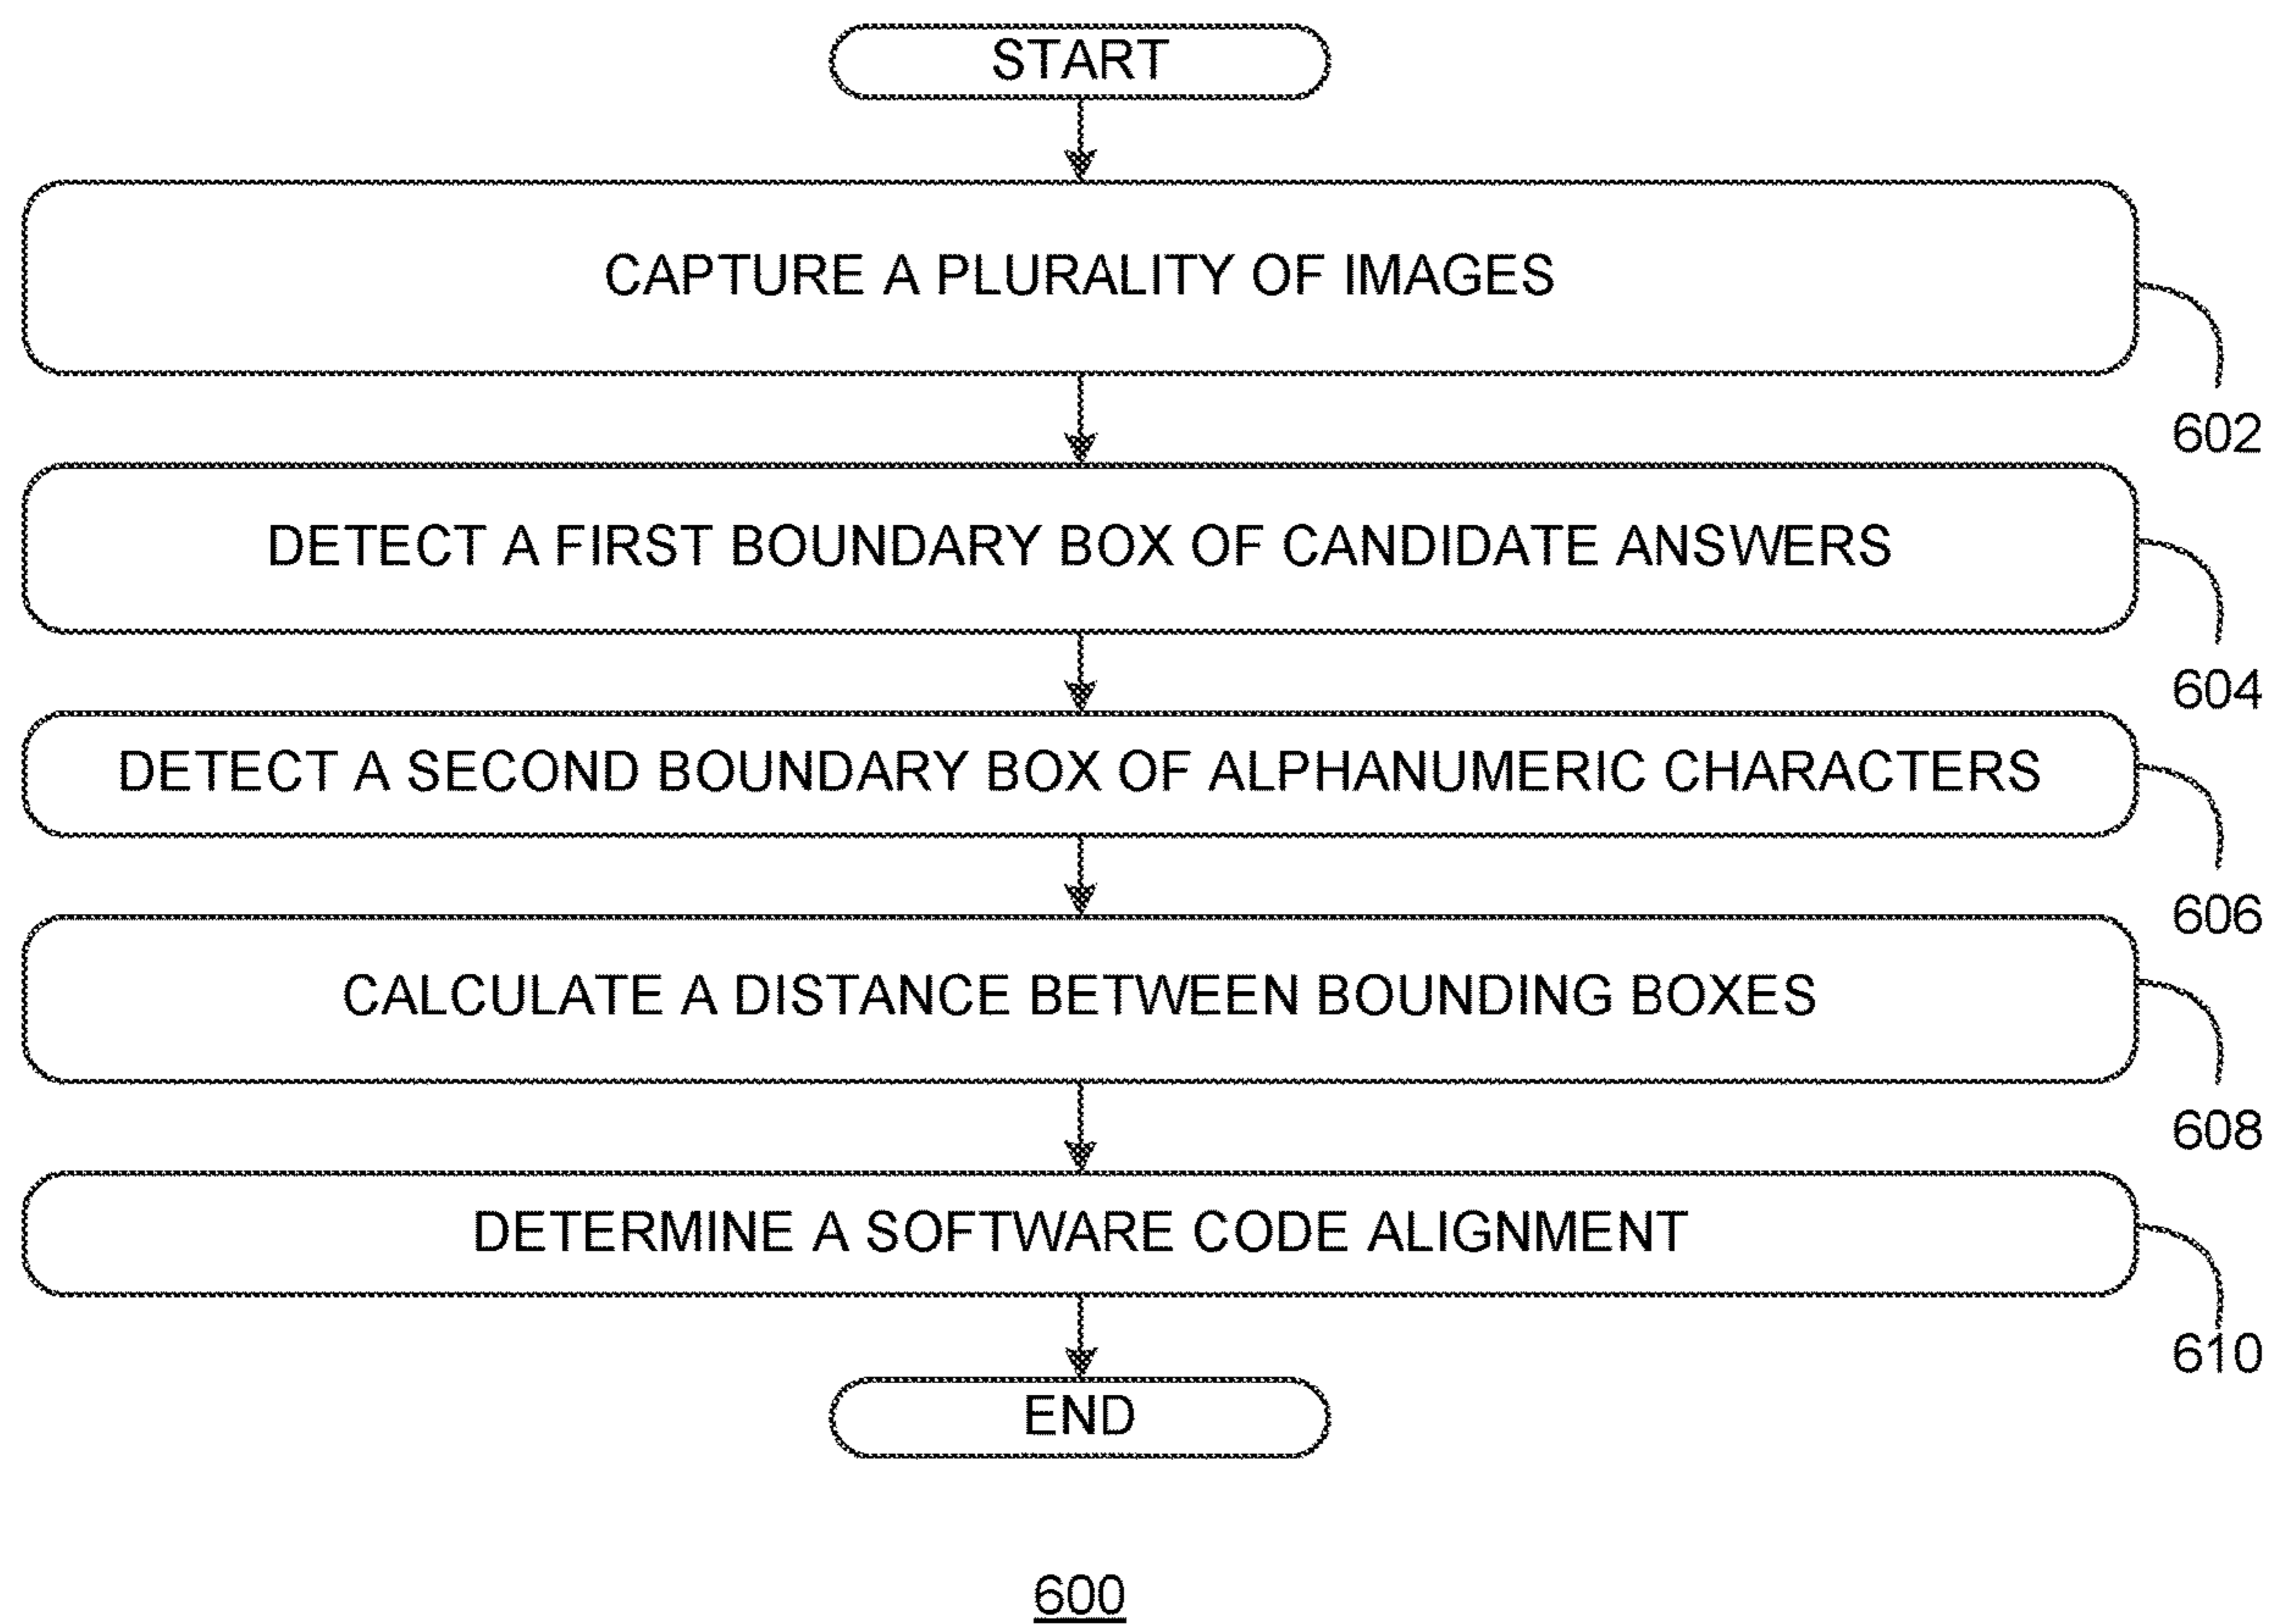 START
CAPTURE A PLURALITY OF IMAGES
602
DETECT A FIRST BOUNDARY BOX OF CANDIDATE ANSWERS
604
DETECT A SECOND BOUNDARY BOX OF ALPHANUMERIC CHARACTERS
606
CALCULATE A DISTANCE BETWEEN BOUNDING BOXES
608
DETERMINE A SOFTWARE CODE ALIGNMENT
610
END
600